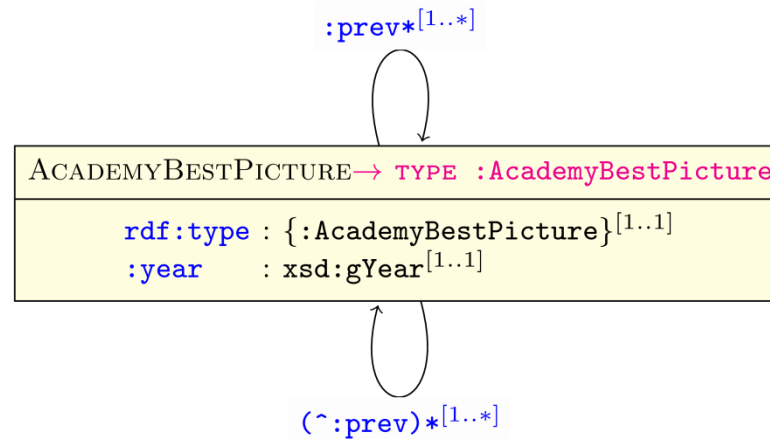 :prev*[1..*]
ACADEMYBESTPICTURE→ TYPE :AcademyBestPicture
rdf:type : {:AcademyBestPicture}[1..1]
:year : xsd:gYear[1..1]
(^:prev)*[1..*]